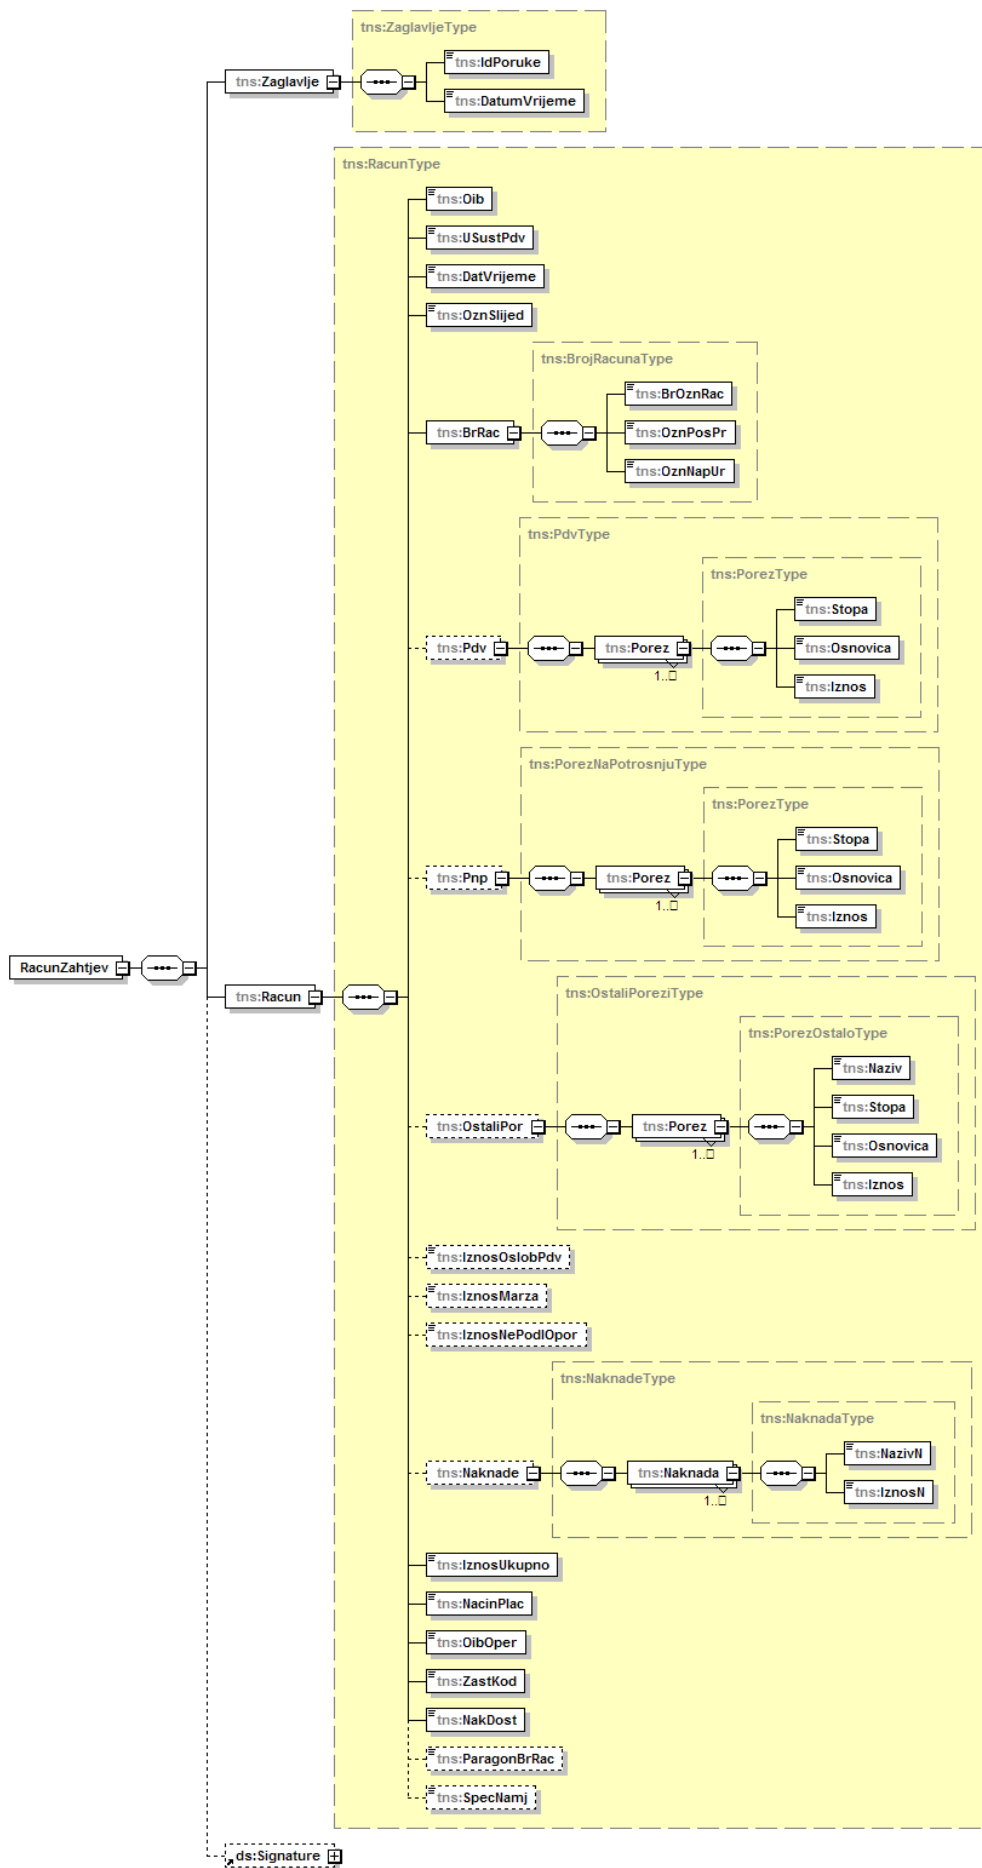 tns:ZaglavljeType
tns:IdPoruke
tns:Zaglavlje
tns:DatumVrijeme
tns:RacunType
tns:Oib
tns:USustPdv
tns:DatVrijeme
tns:OznSlijed
tns:BrojRacunaType
tns:BrOznRac
tns:BrRac
tns:OznPosPr
tns:OznNapUr
tns:PdvType
tns:PorezType
tns:Stopa
tns:Pdv
tns:Porez
tns:Osnovica
1..□
tns:Iznos
tns:PorezNaPotrosnjuType
tns:PorezType
tns:Stopa
tns:Pnp
tns:Porez
tns:Osnovica
1..□
tns:Iznos
RacunZahtjev
tns:Racun
tns:OstaliPoreziType
tns:PorezOstaloType
tns:Naziv
tns:Stopa
tns:OstaliPor
tns:Porez
tns:Osnovica
1..□
tns:Iznos
tns:IznosOslobPdv
tns:IznosMarza
tns:IznosNePodlOpor
tns:NaknadeType
tns:NaknadaType
tns:NazivN
tns:Naknade
tns:Naknada
tns:IznosN
1..□
tns:IznosUkupno
tns:NacinPlac
tns:OibOper
tns:ZastKod
tns:NakDost
tns:ParagonBrRac
tns:SpecNamj
ds:Signature